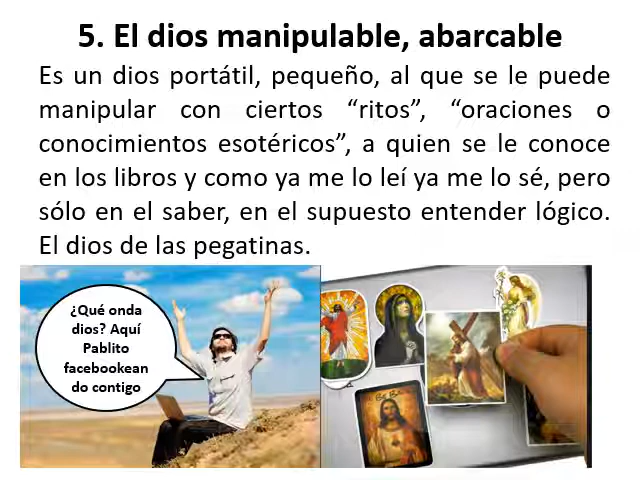 5. El dios manipulable, abarcable
Es un dios portátil, pequeño, al que se le puede
manipular con ciertos “ritos”, “oraciones o
conocimientos esotéricos”, a quien se le conoce
en los libros y como ya me lo leí ya me lo sé, pero
sólo en el saber, en el supuesto entender lógico.
El dios de las pegatinas.
¿Qué onda
dios? Aquí
Pablito
facebookean
do contigo